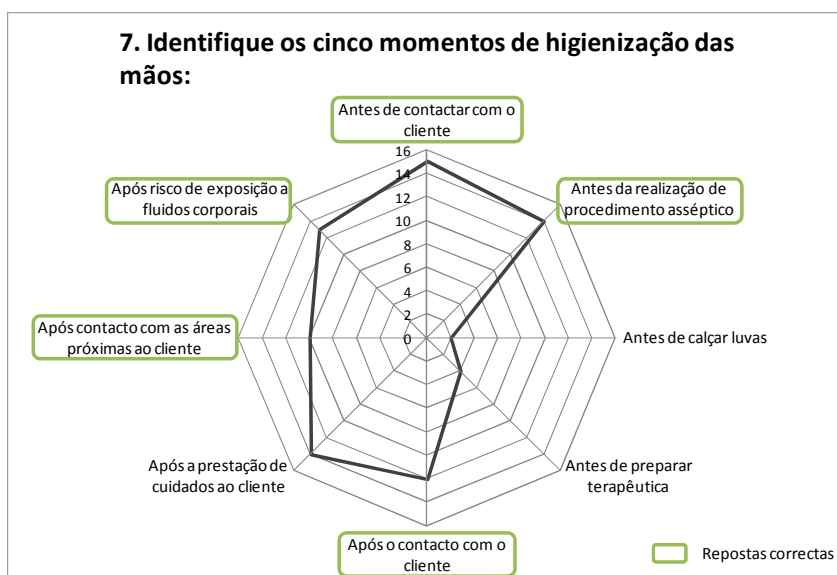 7. Identifique os cinco momentos de higienização das
mãos:
Antes de contactar com o
cliente
Antes da realização de
procedimento asséptico
Antes de calçar luvas
Antes de preparar
terapêutica
Após o contacto com o
cliente
Após a prestação de
cuidados ao cliente
Após contacto com as áreas
próximas ao cliente
Após risco de exposição a
fluidos corporais
16
14
12
10
8
6
4
2
0
Repostas correctas